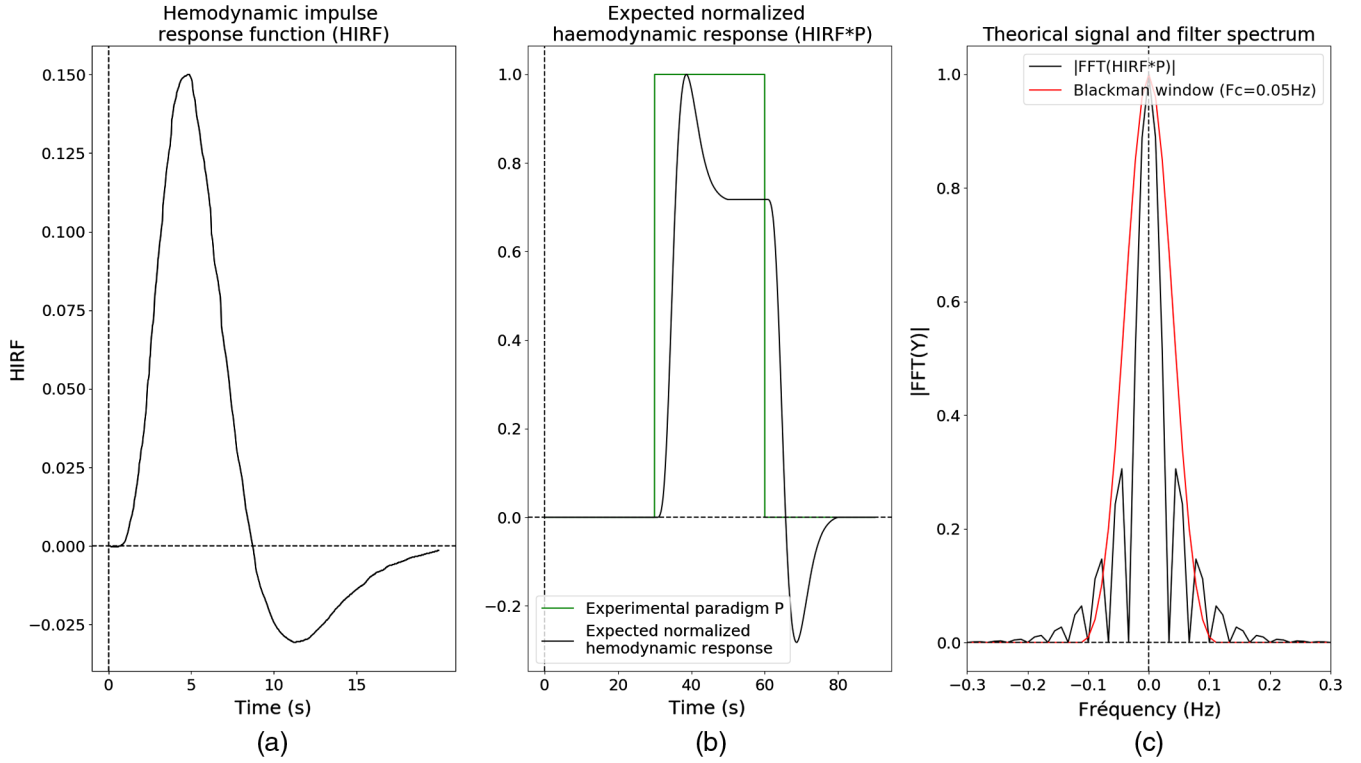 Hemodynamic impulse
response function (HIRF)
HIRF
0.150
0.125
0.100
0.075
0.050
0.025
0.000
−0.025
0
5
10
15
Time (s)
(a)
Expected normalized
haemodynamic response (HIRF*P)
1.0
0.8
0.6
0.4
0.2
0.0
−0.2
Experimental paradigm P
Expected normalized
hemodynamic response
0
20
40
60
80
Time (s)
(b)
Theorical signal and filter spectrum
|FFT(HIRF*P)|
Blackman window (Fc=0.05Hz)
|FFT(Y)|
1.0
0.8
0.6
0.4
0.2
0.0
−0.3
−0.2
−0.1
0.0
0.1
0.2
0.3
Fréquency (Hz)
(c)